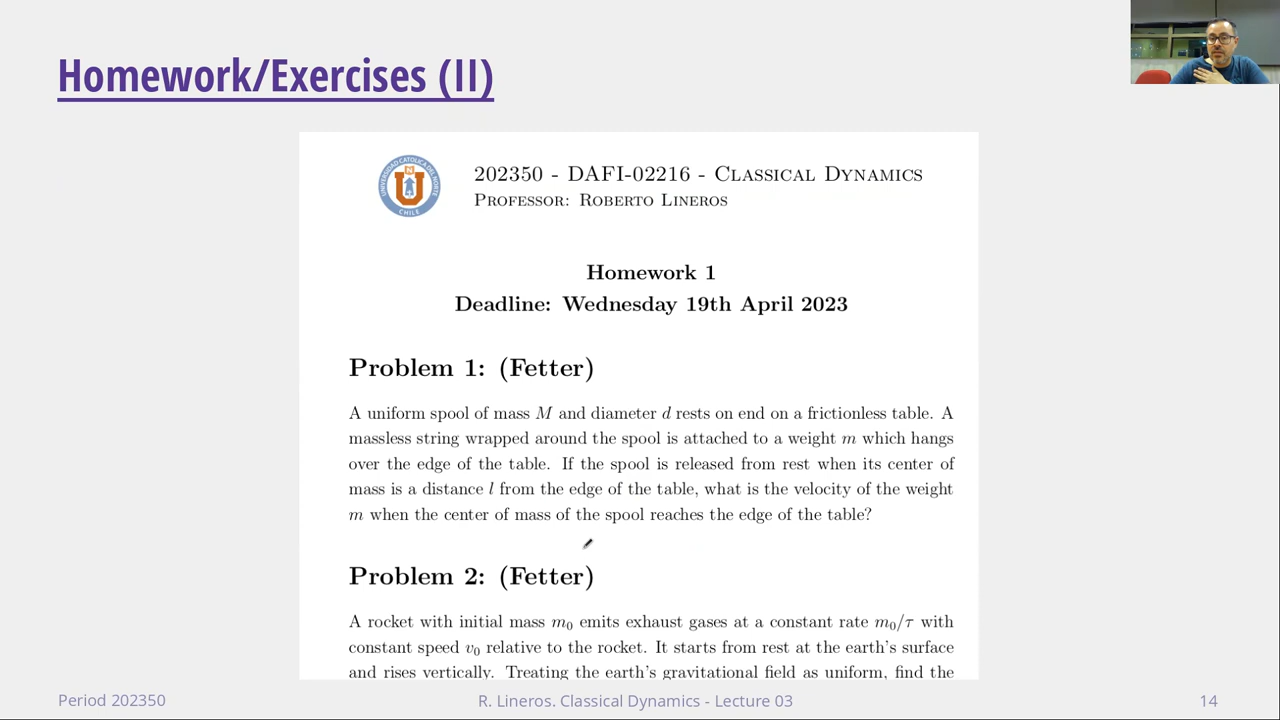 Homework/Exercises (II)
UNIVERSIDAD CATOLICA DEL NORTE
CHILE
202350 - DAFI-02216 - Classical Dynamics
Professor: Roberto Lineros
Homework 1
Deadline: Wednesday 19th April 2023
Problem 1: (Fetter)
A uniform spool of mass M and diameter d rests on end on a frictionless table. A
massless string wrapped around the spool is attached to a weight m which hangs
over the edge of the table. If the spool is released from rest when its center of
mass is a distance l from the edge of the table, what is the velocity of the weight
m when the center of mass of the spool reaches the edge of the table?
Problem 2: (Fetter)
A rocket with initial mass m₀ emits exhaust gases at a constant rate m₀/τ with
constant speed v₀ relative to the rocket. It starts from rest at the earth's surface
and rises vertically. Treating the earth's gravitational field as uniform, find the
Period 202350
R. Lineros. Classical Dynamics - Lecture 03
14